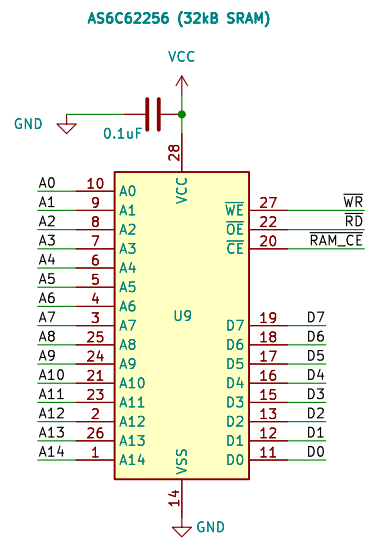 AS6C62256 (32kB SRAM)
VCC
GND
0.1uF
28
VCC
A0 10 A0
A1 9 A1 WE 27 WR
A2 8 A2 OE 22 RD
A3 7 A3 CE 20 RAM_CE
A4 6 A4
A5 5 A5
A6 4 A6
U9
A7 3 A7 D7 19 D7
A8 25 A8 D6 18 D6
A9 24 A9 D5 17 D5
A10 21 A10 D4 16 D4
A11 23 A11 D3 15 D3
A12 2 A12 D2 13 D2
A13 26 A13 D1 12 D1
A14 1 A14 D0 11 D0
VSS
14
GND